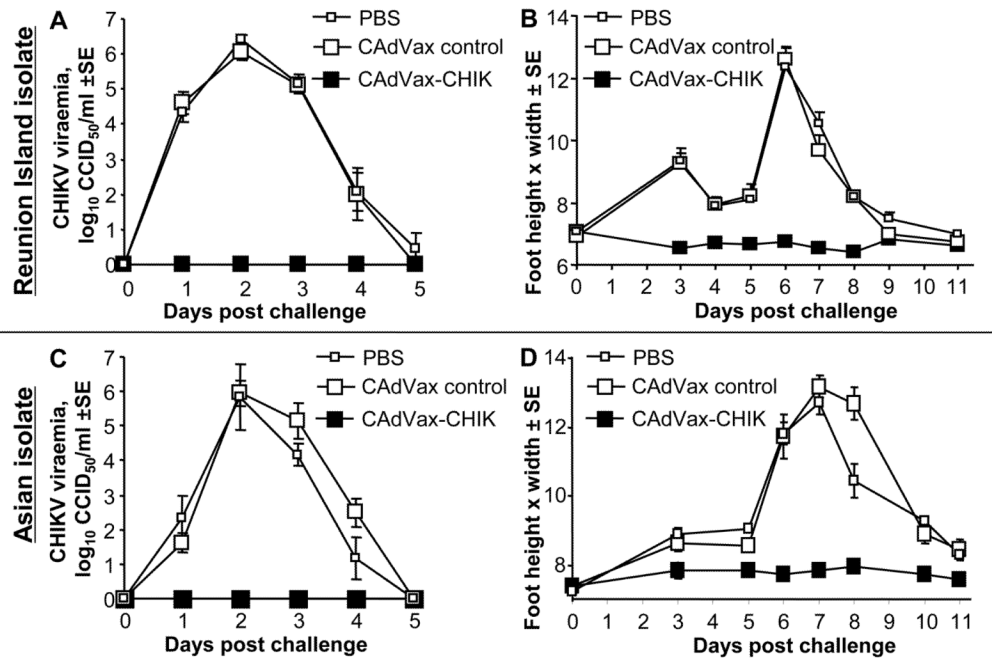 Reunion Island isolate
A
CHIKV viraemia,
log10 CCID50/ml ±SE
7
6
5
4
3
2
1
0
0 1 2 3 4 5
Days post challenge
PBS
CAdVax control
CAdVax-CHIK
B
Foot height x width ± SE
14
12
10
8
6
0 1 2 3 4 5 6 7 8 9 10 11
Days post challenge
PBS
CAdVax control
CAdVax-CHIK
Asian isolate
C
CHIKV viraemia,
log10 CCID50/ml ±SE
7
6
5
4
3
2
1
0
0 1 2 3 4 5
Days post challenge
PBS
CAdVax control
CAdVax-CHIK
D
Foot height x width ± SE
14
12
10
8
0 1 2 3 4 5 6 7 8 9 10 11
Days post challenge
PBS
CAdVax control
CAdVax-CHIK